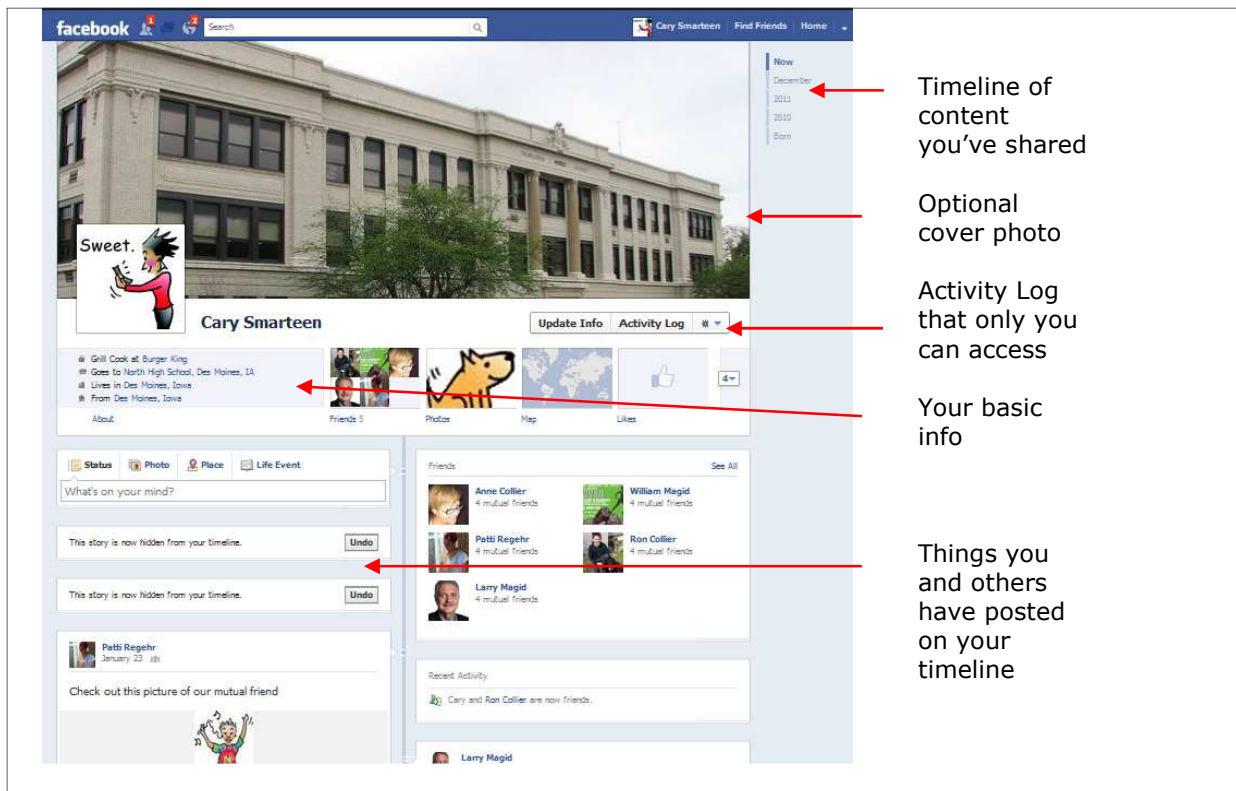 facebook
1
2
Search
Cary Smarteen
Find Friends
Home
Now
December
2011
2010
Born
Sweet.
Cary Smarteen
Update Info
Activity Log
Grill Cook at Burger King
Goes to North High School, Des Moines, IA
Lives in Des Moines, Iowa
From Des Moines, Iowa
About
Friends 5
Photos
Map
Likes
4
Status
Photo
Place
Life Event
What's on your mind?
This story is now hidden from your timeline.
Undo
This story is now hidden from your timeline.
Undo
Patti Regehr
January 23
Check out this picture of our mutual friend
Friends
See All
Anne Collier
4 mutual friends
William Magid
4 mutual friends
Patti Regehr
4 mutual friends
Ron Collier
4 mutual friends
Larry Magid
4 mutual friends
Recent Activity
Cary and Ron Collier are now friends.
Larry Magid
Timeline of
content
you’ve shared
Optional
cover photo
Activity Log
that only you
can access
Your basic
info
Things you
and others
have posted
on your
timeline